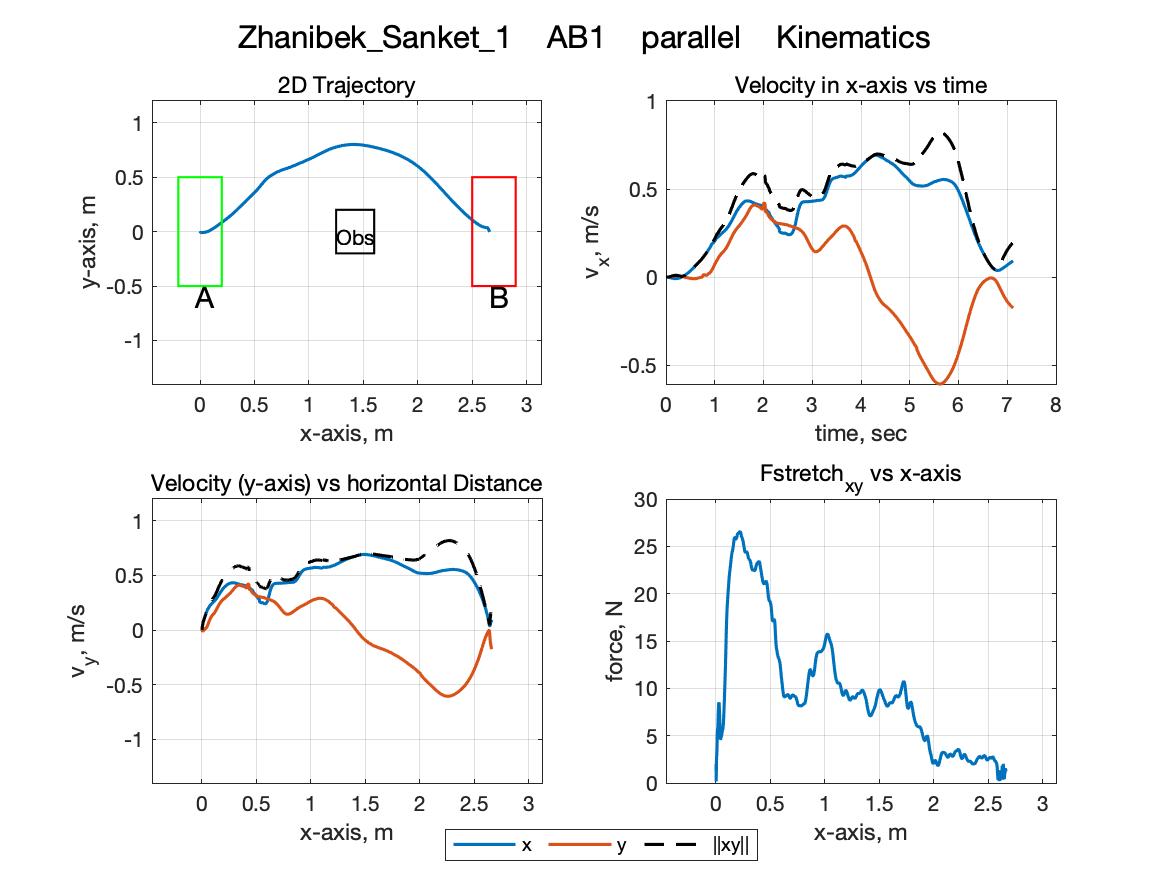 Zhanibek_Sanket_1 AB1 parallel Kinematics
2D Trajectory
1
0.5
0
-0.5
-1
y-axis, m
A
Obs
B
0 0.5 1 1.5 2 2.5 3
x-axis, m
Velocity in x-axis vs time
1
0.5
0
-0.5
v_x, m/s
0 1 2 3 4 5 6 7 8
time, sec
Velocity (y-axis) vs horizontal Distance
1
0.5
0
-0.5
-1
v_y, m/s
0 0.5 1 1.5 2 2.5 3
x-axis, m
Fstretch_xy vs x-axis
30
25
20
15
10
5
0
force, N
0 0.5 1 1.5 2 2.5 3
x-axis, m
x y ||xy||